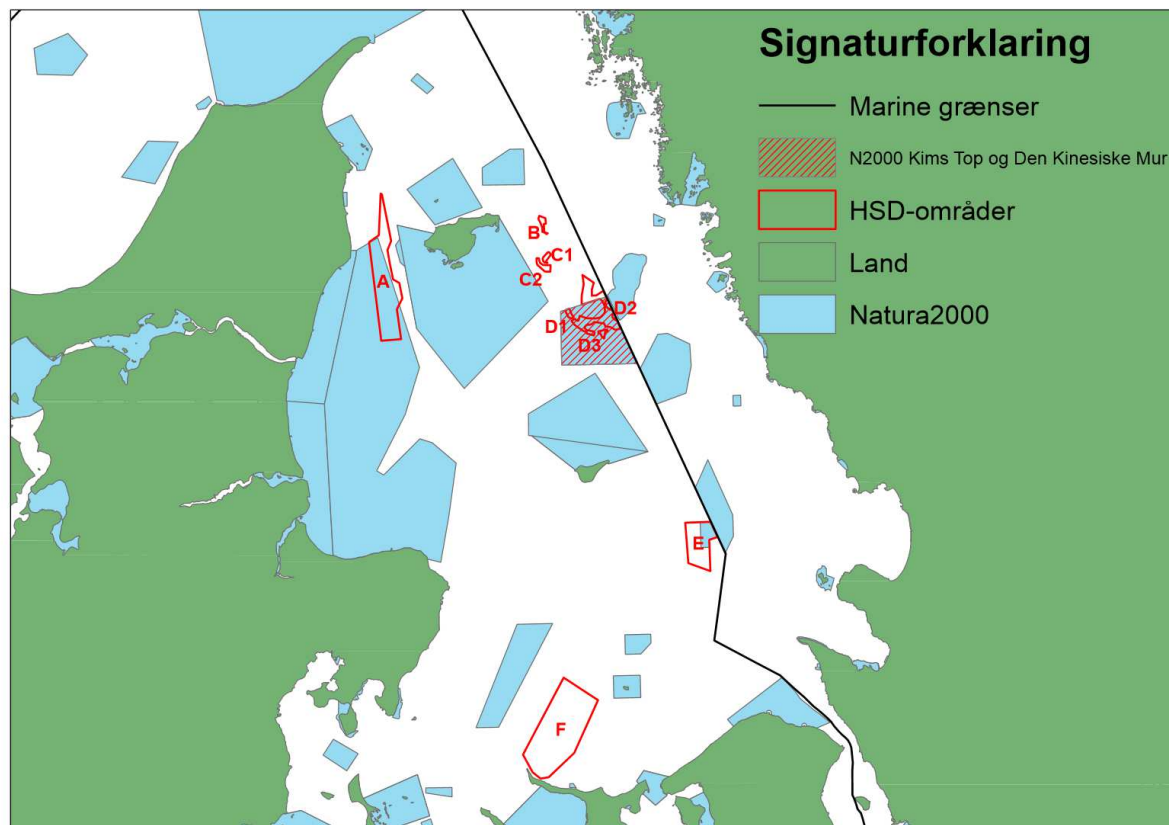 Signaturforklaring
Marine grænser
N2000 Kims Top og Den Kinesiske Mur
HSD-områder
Land
Natura2000
A
B
C1
C2
D1
D2
D3
E
F